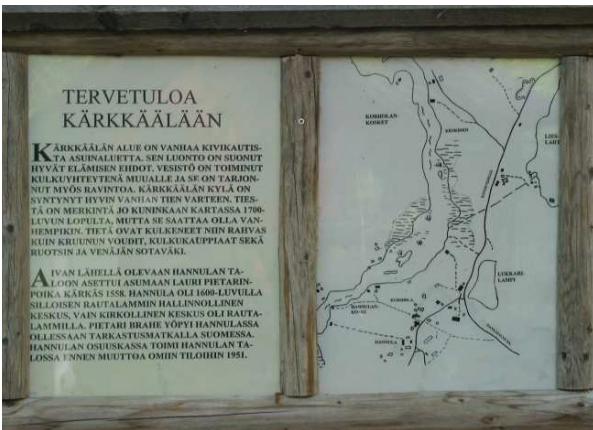 TERVETULOA
KÄRKKÄÄLÄÄN
KÄRKKÄÄLÄN ALUE ON VANHAA KIVIKAUTIS-
TA ASUINALUETTA. SEN LUONTO ON SUONUT
HYVÄT ELÄMISEN EHDOT. VESISTÖ ON TOIMINUT
KULKUYHTEYTENÄ MUUALLE JA SE ON TARJON-
NUT MYÖS RAVINTOA. KÄRKKÄÄLÄN KYLÄ ON
SYNTYNYT HYVIN VANHAN TIEN VARTEEN. TIES-
TÄ ON MERKINTÄ JO KUNINKAAN KARTASSA 1700-
LUVUN LOPULTA, MUTTA SE SAATTAA OLLA VAN-
HEMPIKIN. TIETÄ OVAT KULKENEET NIIN RAHVAS
KUIN KRUUNUN VOUDIT, KULKUKAUPPIAAT SEKÄ
RUOTSIN JA VENÄJÄN SOTAVÄKI.
AIVAN LÄHELLÄ OLEVAAN HANNULAN TA-
LOON ASETTUI ASUMAAN LAURI PIETARIN-
POIKA KÄRKÄS 1558. HANNULA OLI 1600-LUVULLA
SILLOISEN RAUTALAMMIN HALLINNOLLINEN
KESKUS, VAIN KIRKOLLINEN KESKUS OLI RAUTA-
LAMMILLA. PIETARI BRAHE YÖPYI HANNULASSA
OLLESSAAN TARKASTUSMATKALLA SUOMESSA.
HANNULAN OSUUSKASSA TOIMI HANNULAN TA-
LOSSA ENNEN MUUTTOA OMIIN TILOIHIN 1951.
KOSKET
LAHTI
LUKKARI-
LAMPI
HANNULAN-
KOSKI
HANNULA